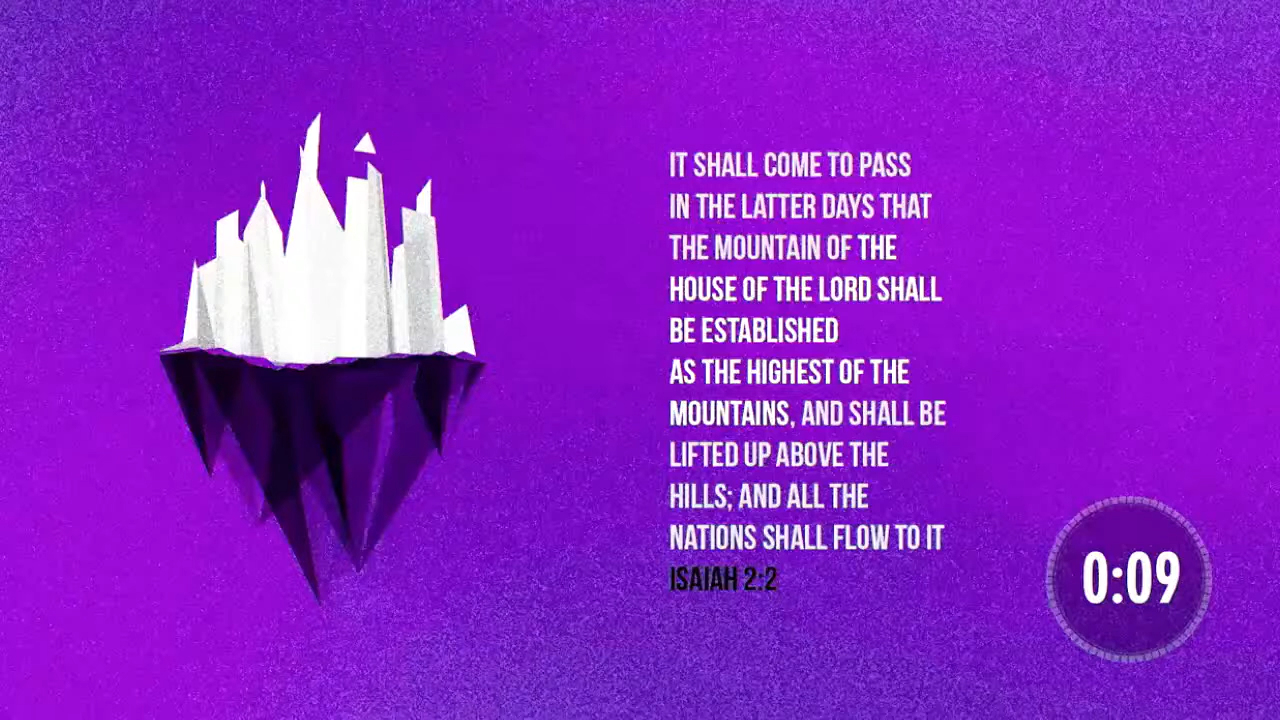 IT SHALL COME TO PASS
IN THE LATTER DAYS THAT
THE MOUNTAIN OF THE
HOUSE OF THE LORD SHALL
BE ESTABLISHED
AS THE HIGHEST OF THE
MOUNTAINS, AND SHALL BE
LIFTED UP ABOVE THE
HILLS; AND ALL THE
NATIONS SHALL FLOW TO IT
ISAIAH 2:2
0:09